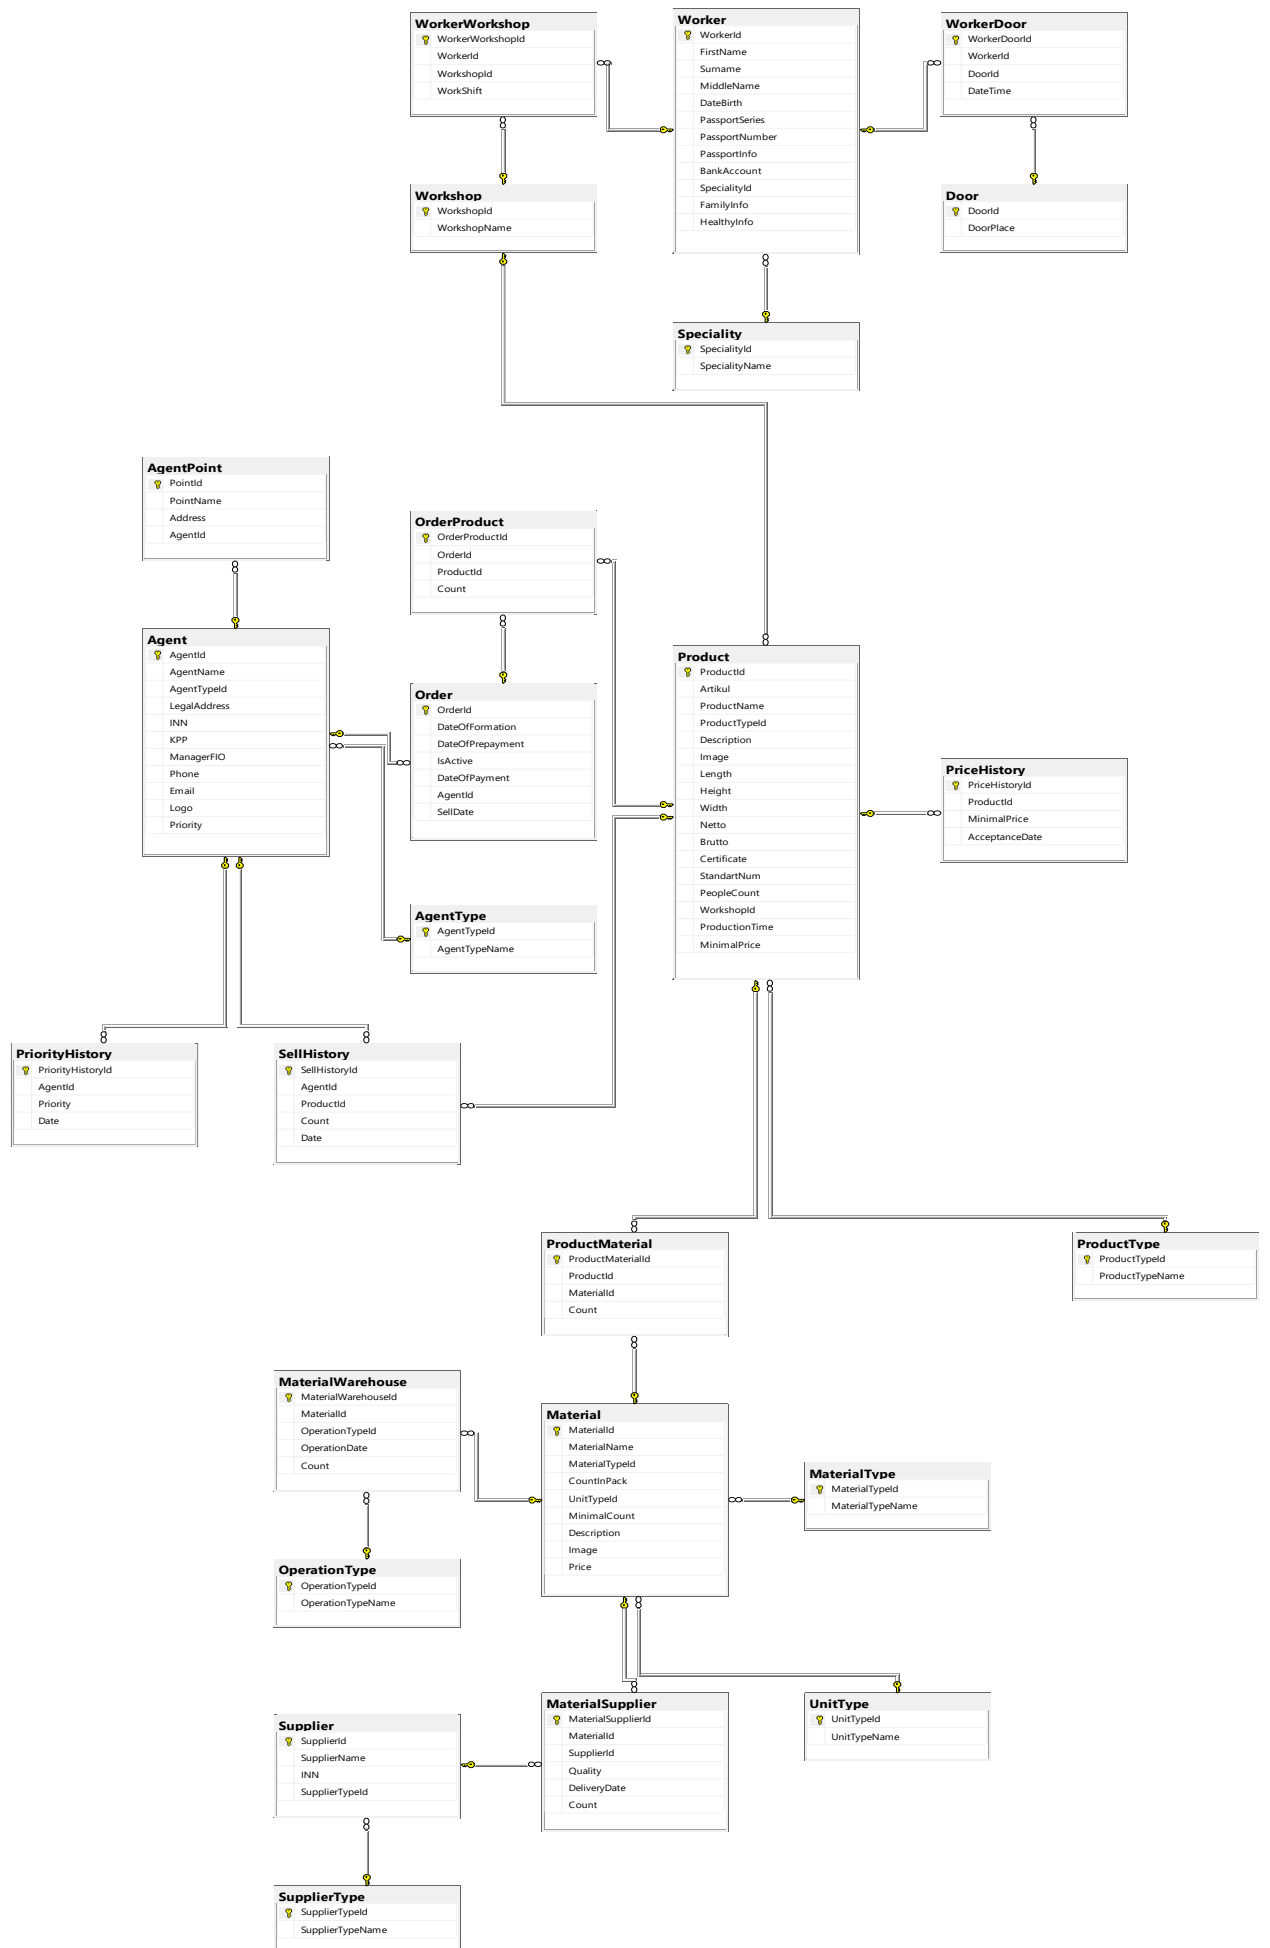 WorkerWorkshop
WorkerWorkshopId
WorkerId
WorkshopId
WorkShift
Worker
WorkerId
FirstName
Surname
MiddleName
DateBirth
PassportSeries
PassportNumber
PassportInfo
BankAccount
SpecialityId
FamilyInfo
HealthyInfo
WorkerDoor
WorkerDoorId
WorkerId
DoorId
DateTime
Workshop
WorkshopId
WorkshopName
Door
DoorId
DoorPlace
Speciality
SpecialityId
SpecialityName
AgentPoint
PointId
PointName
Address
AgentId
OrderProduct
OrderProductId
OrderId
ProductId
Count
Agent
AgentId
AgentName
AgentTypeId
LegalAddress
INN
KPP
ManagerFIO
Phone
Email
Logo
Priority
Order
OrderId
DateOfFormation
DateOfPrepayment
IsActive
DateOfPayment
AgentId
SellDate
Product
ProductId
Artikul
ProductName
ProductTypeId
Description
Image
Length
Height
Width
Netto
Brutto
Certificate
StandartNum
PeopleCount
WorkshopId
ProductionTime
MinimalPrice
PriceHistory
PriceHistoryId
ProductId
MinimalPrice
AcceptanceDate
AgentType
AgentTypeId
AgentTypeName
PriorityHistory
PriorityHistoryId
AgentId
Priority
Date
SellHistory
SellHistoryId
AgentId
ProductId
Count
Date
ProductMaterial
ProductMaterialId
ProductId
MaterialId
Count
ProductType
ProductTypeId
ProductTypeName
MaterialWarehouse
MaterialWarehouseId
MaterialId
OperationTypeId
OperationDate
Count
Material
MaterialId
MaterialName
MaterialTypeId
CountInPack
UnitTypeId
MinimalCount
Description
Image
Price
MaterialType
MaterialTypeId
MaterialTypeName
OperationType
OperationTypeId
OperationTypeName
MaterialSupplier
MaterialSupplierId
MaterialId
SupplierId
Quality
DeliveryDate
Count
UnitType
UnitTypeId
UnitTypeName
Supplier
SupplierId
SupplierName
INN
SupplierTypeId
SupplierType
SupplierTypeId
SupplierTypeName